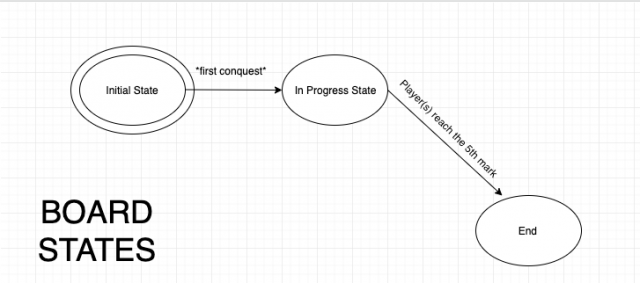 *first conquest*
Initial State
In Progress State
Player(s) reach the 5th mark
BOARD
STATES
End